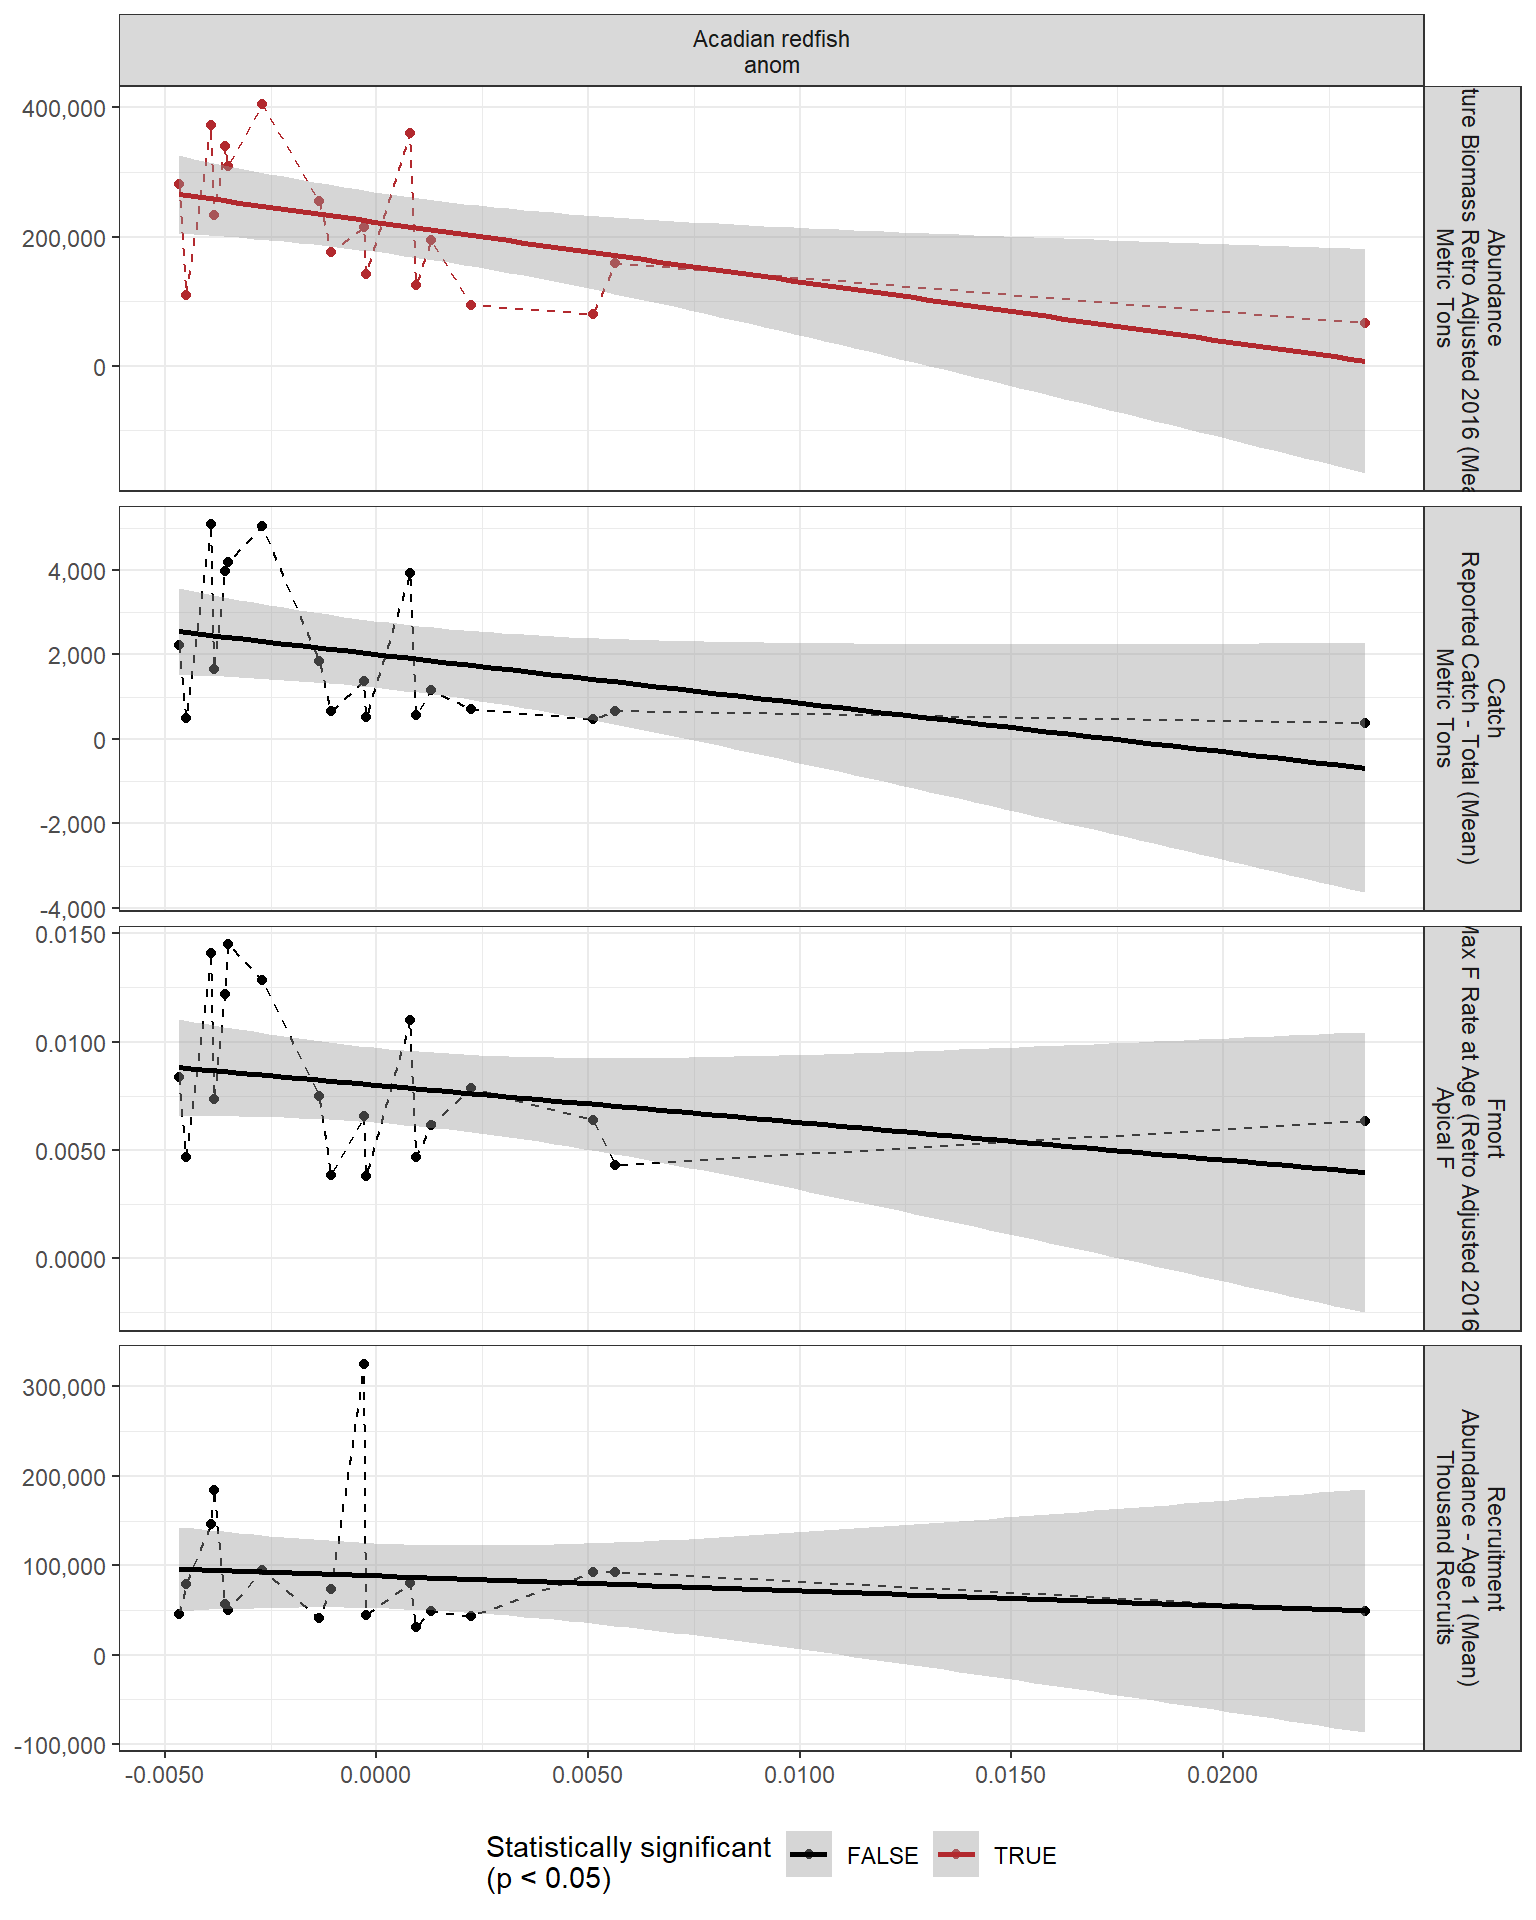 Acadian redfish
anom
400,000
200,000
0
Abundance
Biomass Retro Adjusted 2016
Metric Tons
4,000
2,000
0
-2,000
-4,000
Catch
Reported Catch - Total (Mean)
Metric Tons
0.0150
0.0100
0.0050
0.0000
Fmort
F Rate at Age (Retro Adjusted 2016
Apical F
300,000
200,000
100,000
0
-100,000
Recruitment
Abundance - Age 1 (Mean)
Thousand Recruits
-0.0050
0.0000
0.0050
0.0100
0.0150
0.0200
Statistically significant
(p < 0.05)
FALSE
TRUE